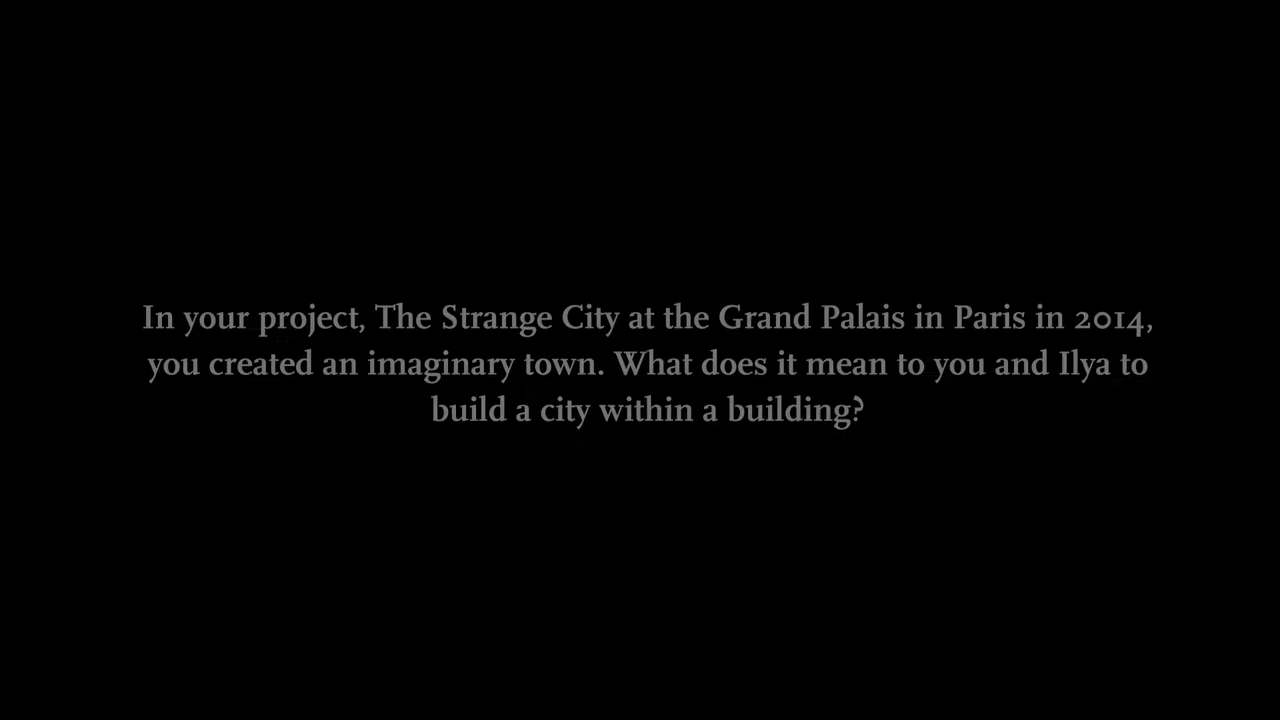 In your project, The Strange City at the Grand Palais in Paris in 2014,
you created an imaginary town. What does it mean to you and Ilya to
build a city within a building?